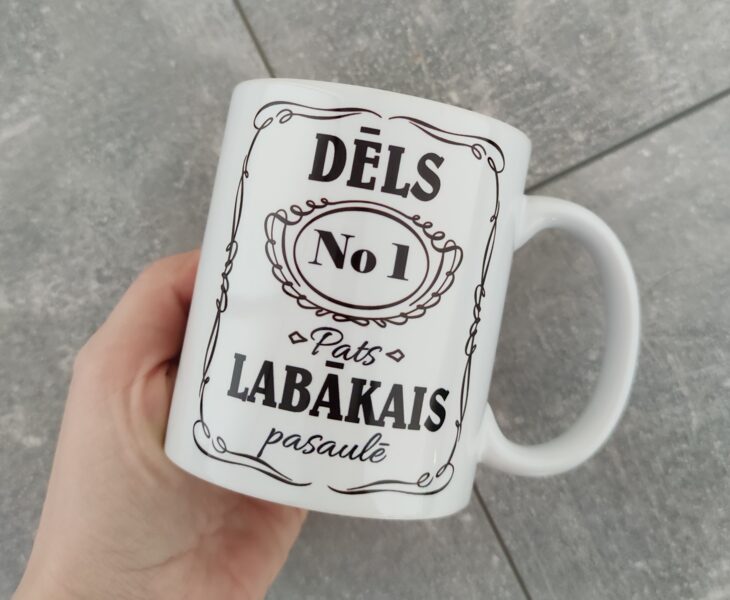 DĒLS
No 1
Pats
LABĀKAIS
pasaulē